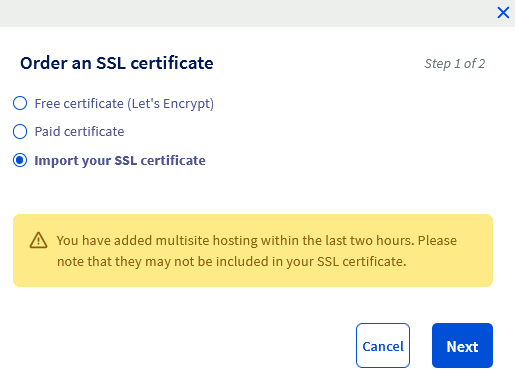 Order an SSL certificate
Step 1 of 2
Free certificate (Let's Encrypt)
Paid certificate
Import your SSL certificate
You have added multisite hosting within the last two hours. Please
note that they may not be included in your SSL certificate.
Cancel
Next